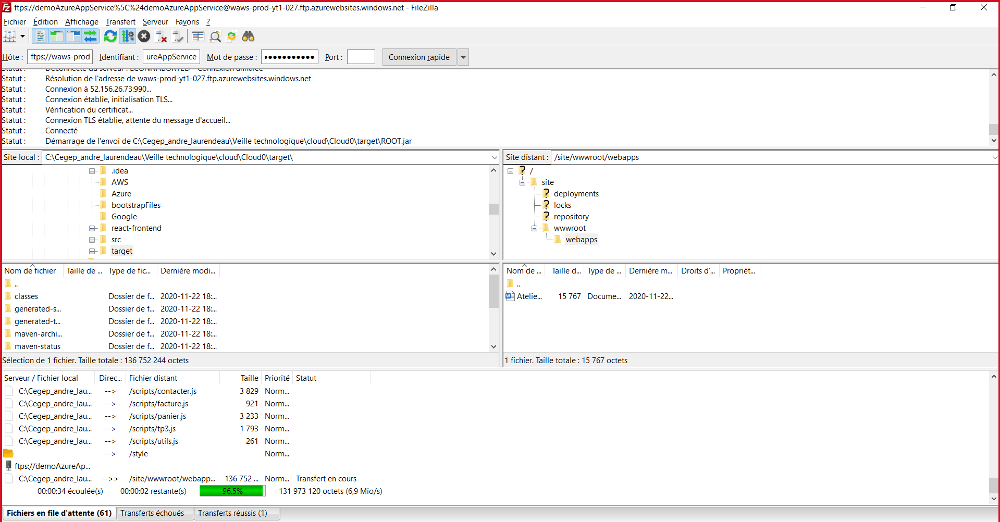 ftps://demoAzureAppService%5C%24demoAzureAppService@waws-prod-yt1-027.ftp.azurewebsites.windows.net - FileZilla
Fichier Édition Affichage Transfert Serveur Favoris ?
Hôte : ftps://waws-prod- Identifiant : ureAppService Mot de passe : ●●●●●●●●●●● Port : Connexion rapide
Déconnecté du serveur : ECONNABORTED - Connexion annulée
Statut : Résolution de l'adresse de waws-prod-yt1-027.ftp.azurewebsites.windows.net
Statut : Connexion à 52.156.26.73:990...
Statut : Connexion établie, initialisation TLS...
Statut : Vérification du certificat...
Statut : Connexion TLS établie, attente du message d'accueil...
Statut : Connecté
Statut : Démarrage de l'envoi de C:\Cegep_andre_laurendeau\Veille technologique\cloud\Cloud0\target\ROOT.jar
Site local : C:\Cegep_andre_laurendeau\Veille technologique\cloud\Cloud0\target\
.idea
AWS
Azure
bootstrapFiles
Google
react-frontend
src
target
Site distant : /site/wwwroot/webapps
/
site
deployments
locks
repository
wwwroot
webapps
Nom de fichier Taille de ... Type de fic... Dernière modi...
..
classes Dossier de f... 2020-11-22 18:...
generated-s... Dossier de f... 2020-11-22 18:...
generated-t... Dossier de f... 2020-11-22 18:...
maven-archi... Dossier de f... 2020-11-22 18:...
maven-status Dossier de f... 2020-11-22 18:...
Sélection de 1 fichier. Taille totale : 136 752 244 octets
Nom de ... Taille d... Type de ... Dernière m... Droits d'... Propriét...
..
Atelie... 15 767 Docume... 2020-11-22...
1 fichier. Taille totale : 15 767 octets
Serveur / Fichier local Direc... Fichier distant Taille Priorité Statut
C:\Cegep_andre_lau... --> /scripts/contacter.js 3 829 Norm...
C:\Cegep_andre_lau... --> /scripts/facture.js 921 Norm...
C:\Cegep_andre_lau... --> /scripts/panier.js 3 233 Norm...
C:\Cegep_andre_lau... --> /scripts/tp3.js 1 793 Norm...
C:\Cegep_andre_lau... --> /scripts/utils.js 261 Norm...
--> /style Norm...
ftps://demoAzureAp...
C:\Cegep_andre_lau... -->> /site/wwwroot/webapp... 136 752 ... Norm... Transfert en cours
00:00:34 écoulée(s) 00:00:02 restante(s) 96.5% 131 973 120 octets (6,9 Mio/s)
Fichiers en file d'attente (61) Transferts échoués Transferts réussis (1)